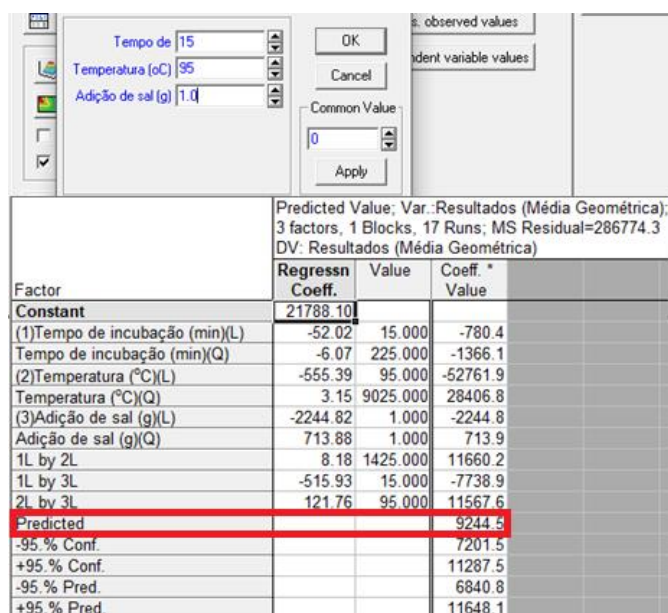 s. observed values
Tempo de 15
OK
ndent variable values
Temperatura (oC) 95
Cancel
Adição de sal (g) 1.0
Common Value
0
Apply
Predicted Value; Var.:Resultados (Média Geométrica);
3 factors, 1 Blocks, 17 Runs; MS Residual=286774.3
DV: Resultados (Média Geométrica)
Factor Regressn Coeff. Value Coeff. * Value
Constant 21788.10
(1)Tempo de incubação (min)(L) -52.02 15.000 -780.4
Tempo de incubação (min)(Q) -6.07 225.000 -1366.1
(2)Temperatura (ºC)(L) -555.39 95.000 -52761.9
Temperatura (ºC)(Q) 3.15 9025.000 28406.8
(3)Adição de sal (g)(L) -2244.82 1.000 -2244.8
Adição de sal (g)(Q) 713.88 1.000 713.9
1L by 2L 8.18 1425.000 11660.2
1L by 3L -515.93 15.000 -7738.9
2L by 3L 121.76 95.000 11567.6
Predicted 9244.5
-95.% Conf. 7201.5
+95.% Conf. 11287.5
-95.% Pred. 6840.8
+95.% Pred. 11648.1